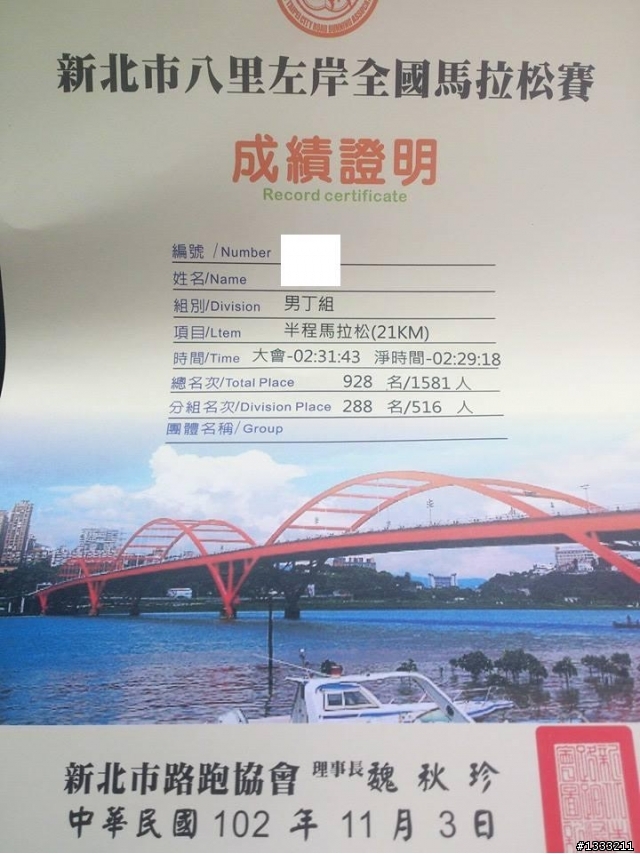 新北市八里左岸全國馬拉松賽
成績證明
Record certificate
編號 /Number
姓名/Name
組別/Division 男丁組
項目/Ltem 半程馬拉松(21KM)
時間/Time 大會-02:31:43 淨時間-02:29:18
總名次/Total Place 928 名/1581 人
分組名次/Division Place 288 名/516 人
團體名稱/ Group
新北市路跑協會 理事長 魏秋珍
中華民國 102 年 11 月 3 日
#1333211